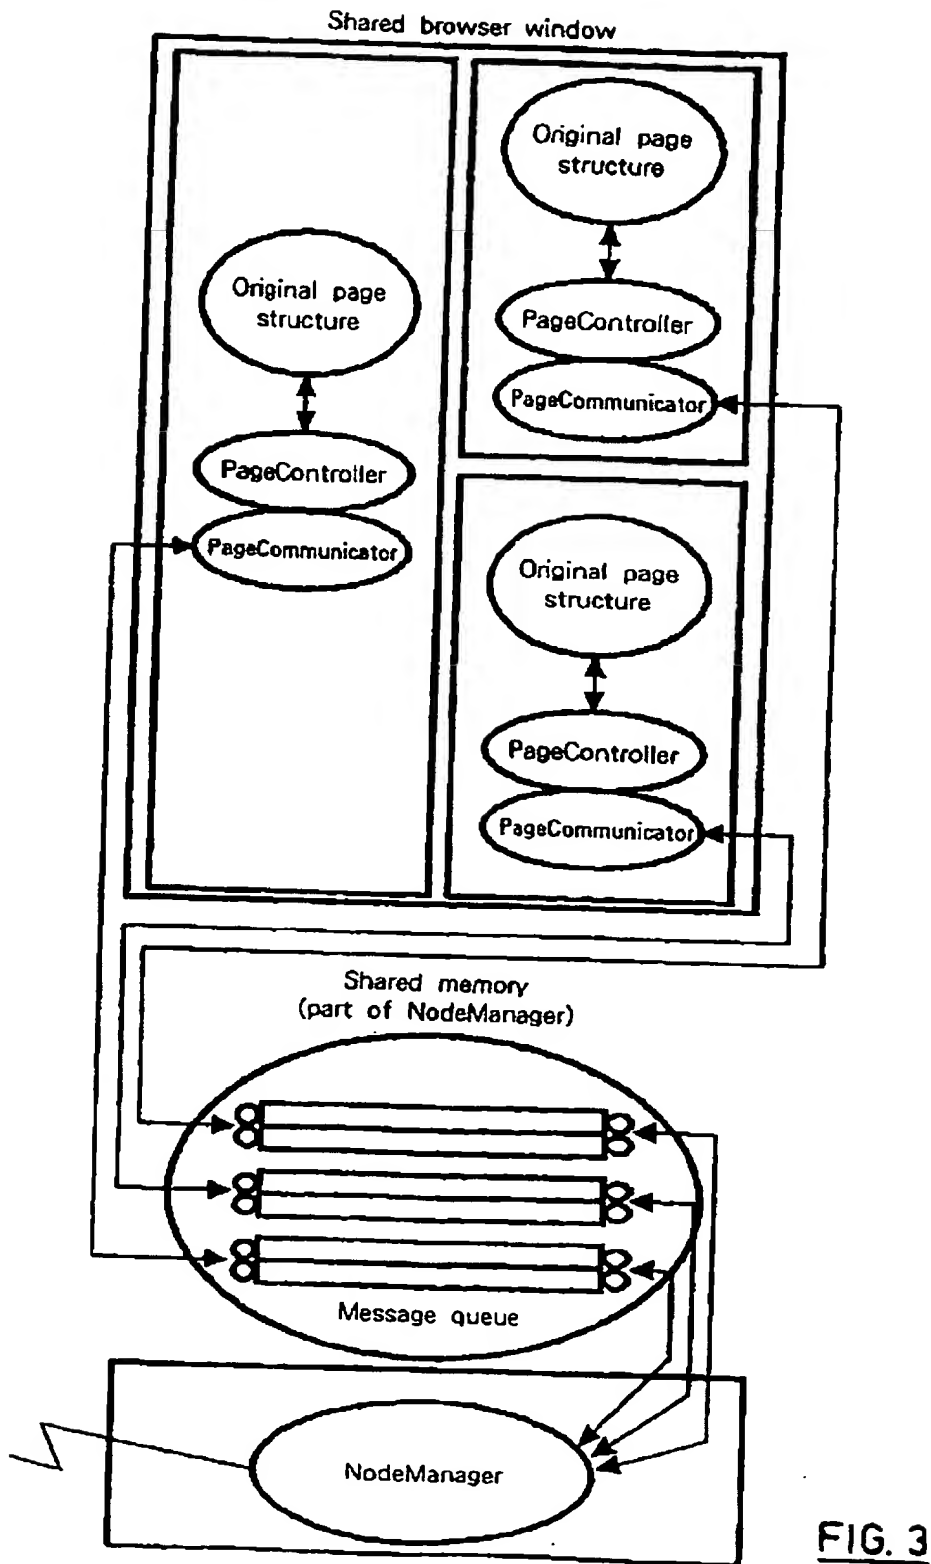 Shared browser window
Original page
structure
PageController
PageCommunicator
Original page
structure
PageController
PageCommunicator
Original page
structure
PageController
PageCommunicator
Shared memory
(part of NodeManager)
Message queue
NodeManager
FIG. 3